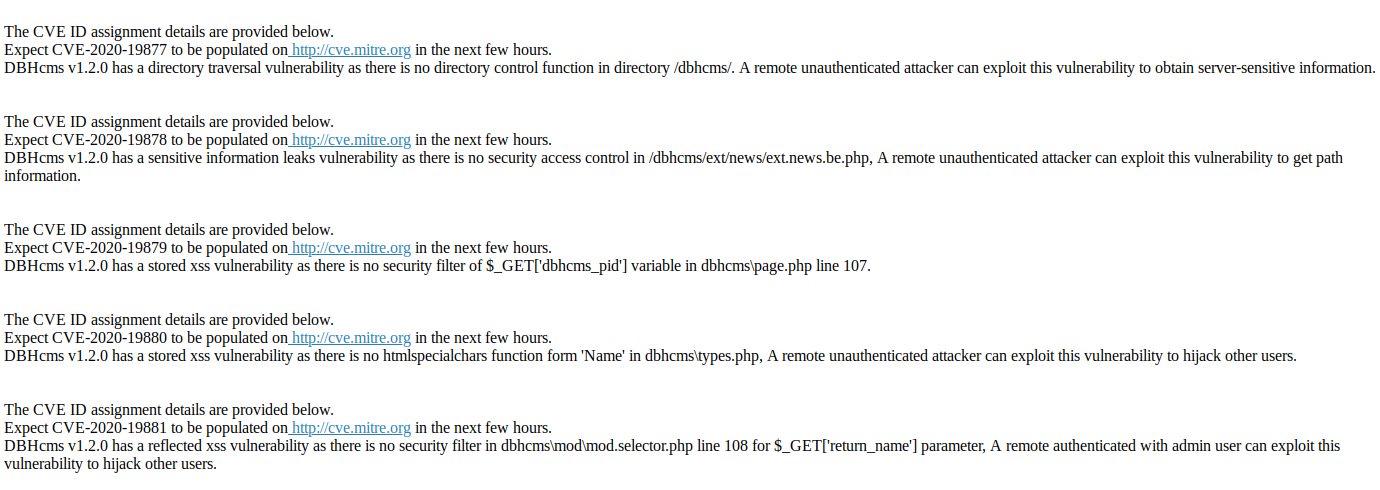 The CVE ID assignment details are provided below.
Expect CVE-2020-19877 to be populated on http://cve.mitre.org in the next few hours.
DBHcms v1.2.0 has a directory traversal vulnerability as there is no directory control function in directory /dbhcms/. A remote unauthenticated attacker can exploit this vulnerability to obtain server-sensitive information.
The CVE ID assignment details are provided below.
Expect CVE-2020-19878 to be populated on http://cve.mitre.org in the next few hours.
DBHcms v1.2.0 has a sensitive information leaks vulnerability as there is no security access control in /dbhcms/ext/news/ext.news.be.php, A remote unauthenticated attacker can exploit this vulnerability to get path
information.
The CVE ID assignment details are provided below.
Expect CVE-2020-19879 to be populated on http://cve.mitre.org in the next few hours.
DBHcms v1.2.0 has a stored xss vulnerability as there is no security filter of $_GET['dbhcms_pid'] variable in dbhcms\page.php line 107.
The CVE ID assignment details are provided below.
Expect CVE-2020-19880 to be populated on http://cve.mitre.org in the next few hours.
DBHcms v1.2.0 has a stored xss vulnerability as there is no htmlspecialchars function form 'Name' in dbhcms\types.php, A remote unauthenticated attacker can exploit this vulnerability to hijack other users.
The CVE ID assignment details are provided below.
Expect CVE-2020-19881 to be populated on http://cve.mitre.org in the next few hours.
DBHcms v1.2.0 has a reflected xss vulnerability as there is no security filter in dbhcms\mod\mod.selector.php line 108 for $_GET['return_name'] parameter, A remote authenticated with admin user can exploit this
vulnerability to hijack other users.